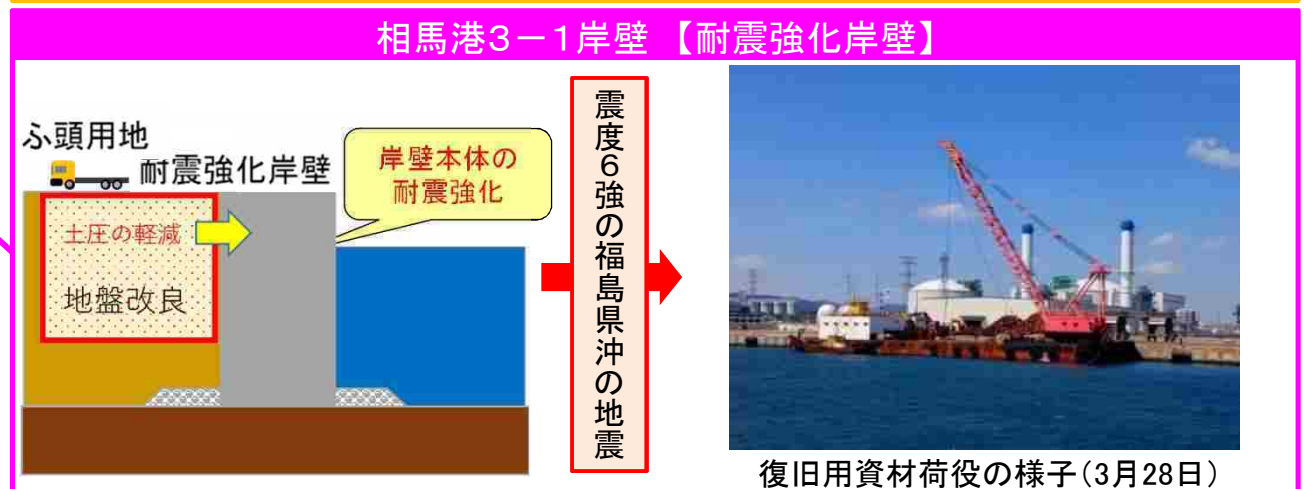 相馬港3－1岸壁 【耐震強化岸壁】
ふ頭用地
耐震強化岸壁
岸壁本体の
耐震強化
土圧の軽減
地盤改良
震度6強の福島県沖の地震
復旧用資材荷役の様子（3月28日）